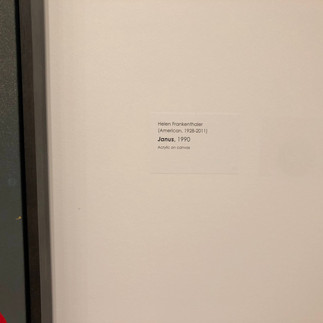 Helen Frankenthaler
(American, 1928-2011)
Janus, 1990
Acrylic on canvas